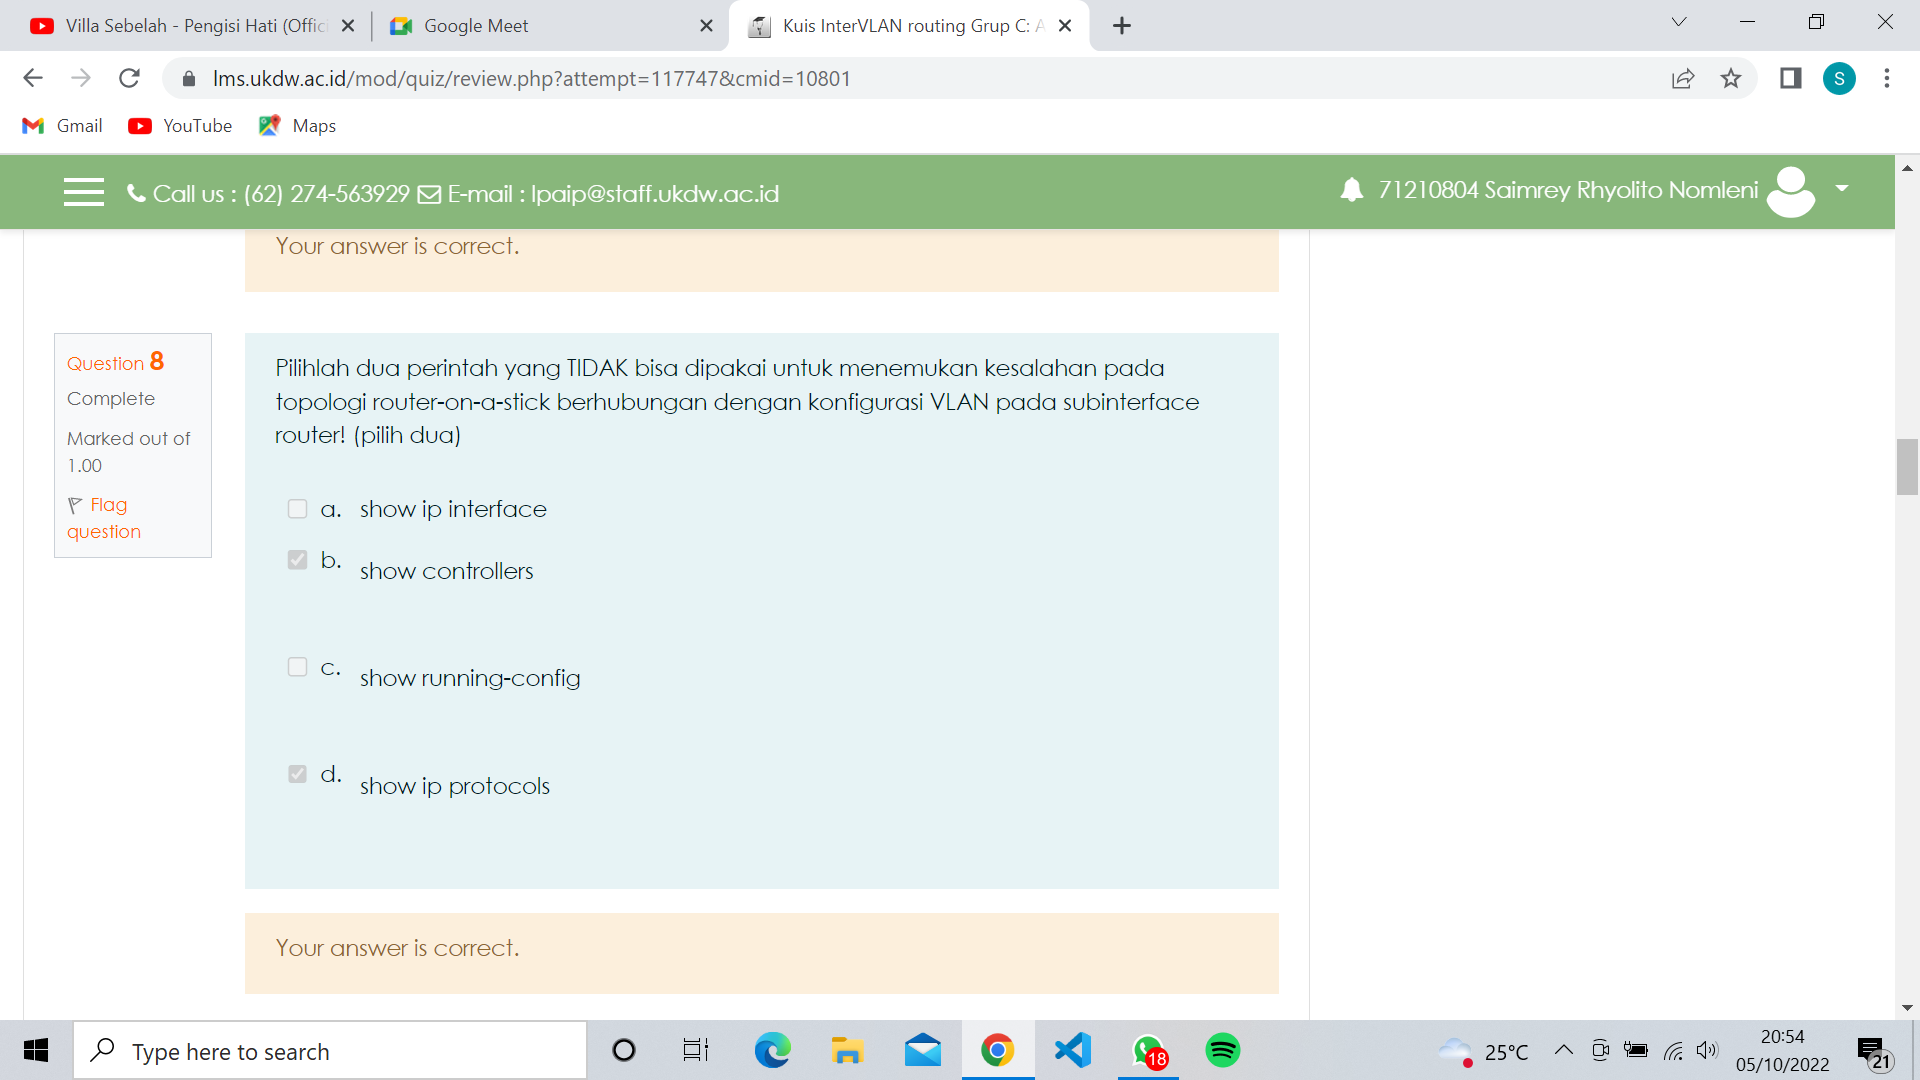 Villa Sebelah - Pengisi Hati (Offic
Google Meet
Kuis InterVLAN routing Grup C: A
lms.ukdw.ac.id/mod/quiz/review.php?attempt=117747&cmid=10801
S
Gmail
YouTube
Maps
Call us : (62) 274-563929 E-mail : lpaip@staff.ukdw.ac.id
71210804 Saimrey Rhyolito Nomleni
Your answer is correct.
Question 8
Complete
Marked out of
1.00
Flag
question
Pilihlah dua perintah yang TIDAK bisa dipakai untuk menemukan kesalahan pada
topologi router-on-a-stick berhubungan dengan konfigurasi VLAN pada subinterface
router! (pilih dua)
a. show ip interface
b. show controllers
c. show running-config
d. show ip protocols
Your answer is correct.
Type here to search
18
25°C
20:54
05/10/2022
21